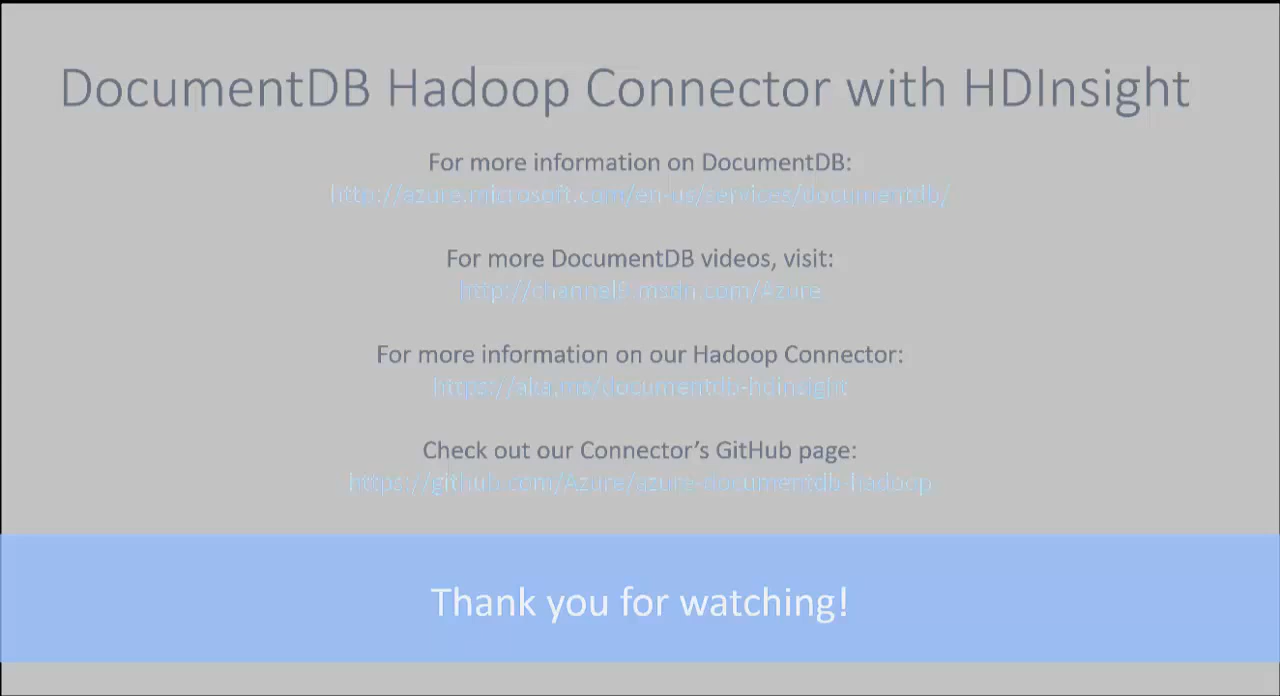 DocumentDB Hadoop Connector with HDInsight
For more information on DocumentDB:
http://azure.microsoft.com/en-us/services/documentdb/
For more DocumentDB videos, visit:
http://channel9.msdn.com/Azure
For more information on our Hadoop Connector:
https://aka.ms/documentdb-hdinsight
Check out our Connector’s GitHub page:
https://github.com/Azure/azure-documentdb-hadoop
Thank you for watching!